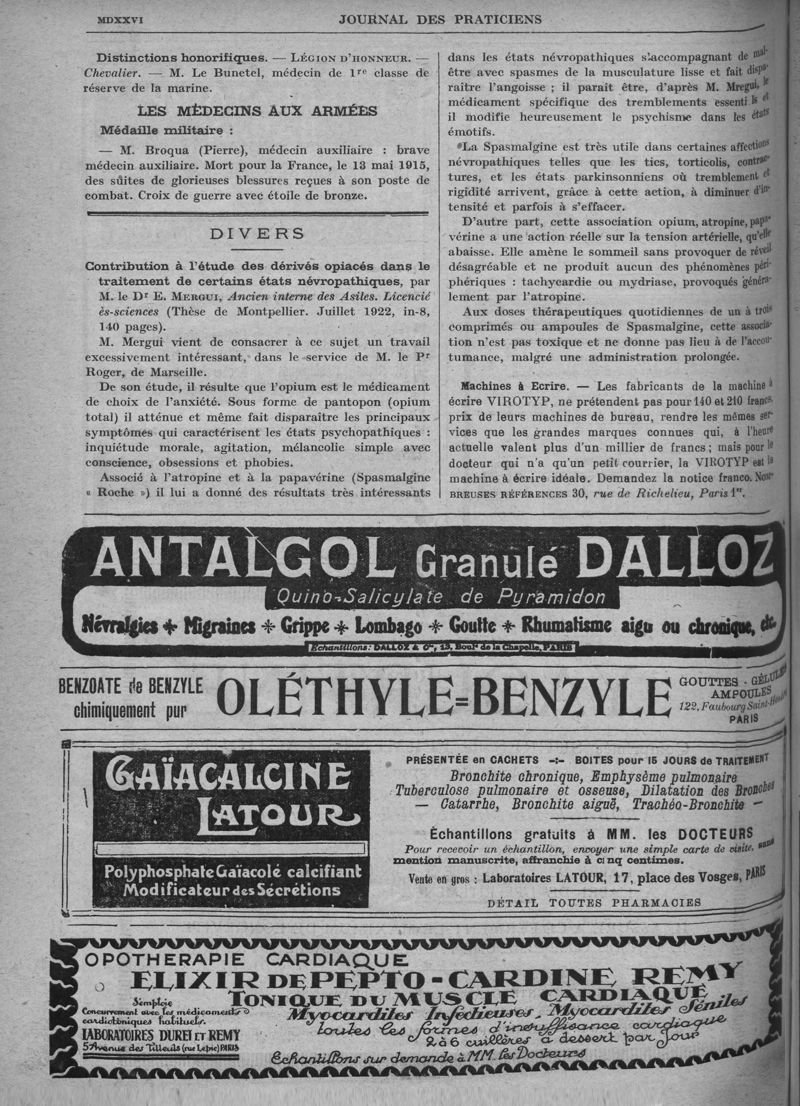 MDXXVI
JOURNAL DES PRATICIENS
Distinctions honorifiques. — LÉGION D'HONNEUR. —
Chevalier. — M. Le Bunetel, médecin de 1re classe de
réserve de la marine.
LES MÉDECINS AUX ARMÉES
Médaille militaire :
— M. Broqua (Pierre), médecin auxiliaire : brave
médecin auxiliaire. Mort pour la France, le 13 mai 1915,
des sûites de glorieuses blessures reçues à son poste de
combat. Croix de guerre avec étoile de bronze.
DIVERS
Contribution à l'étude des dérivés opiacés dans le
traitement de certains états névropathiques, par
M. le Dr E. MERGUI, Ancien interne des Asiles. Licencié
ès-sciences (Thèse de Montpellier. Juillet 1922, in-8,
140 pages).
M. Mergui vient de consacrer à ce sujet un travail
excessivement intéressant, dans le service de M. le Pr
Roger, de Marseille.
De son étude, il résulte que l'opium est le médicament
de choix de l'anxiété. Sous forme de pantopon (opium
total) il atténue et même fait disparaître les principaux
symptômes qui caractérisent les états psychopathiques :
inquiétude morale, agitation, mélancolie simple avec
conscience, obsessions et phobies.
Associé à l'atropine et à la papavérine (Spasmalgine
« Roche ») il lui a donné des résultats très intéressants
dans les états névropathiques s'accompagnant de mal-
être avec spasmes de la musculature lisse et fait dispa-
raître l'angoisse ; il paraît être, d'après M. Mregui, le
médicament spécifique des tremblements essenti ls et
il modifie heureusement le psychisme dans les états
émotifs.
La Spasmalgine est très utile dans certaines affections
névropathiques telles que les tics, torticolis, contrac-
tures, et les états parkinsonniens où tremblement et
rigidité arrivent, grâce à cette action, à diminuer d'in-
tensité et parfois à s'effacer.
D'autre part, cette association opium, atropine, papa-
vérine a une action réelle sur la tension artérielle, qu'elle
abaisse. Elle amène le sommeil sans provoquer de réveil
désagréable et ne produit aucun des phénomènes péri-
phériques : tachycardie ou mydriase, provoqués généra-
lement par l'atropine.
Aux doses thérapeutiques quotidiennes de un à trois
comprimés ou ampoules de Spasmalgine, cette associa-
tion n'est pas toxique et ne donne pas lieu à de l'accou-
tumance, malgré une administration prolongée.
Machines à Ecrire. — Les fabricants de la machine à
écrire VIROTYP, ne prétendent pas pour 140 et 210 francs,
prix de leurs machines de bureau, rendre les mêmes ser-
vices que les grandes marques connues qui, à l'heure
actuelle valent plus d'un millier de francs ; mais pour le
docteur qui n'a qu'un petit courrier, la VIROTYP est la
machine à écrire idéale. Demandez la notice franco. NOM-
BREUSES RÉFÉRENCES 30, rue de Richelieu, Paris 1er.
ANTALGOL Granulé DALLOZ
Quino-Salicylate de Pyramidon
Névralgies + Migraines * Grippe * Lombago * Goutte * Rhumatisme aigu ou chronique, etc.
Échantillons: DALLOZ & Cie, 13, Bould de la Chapelle, PARIS
BENZOATE de BENZYLE
chimiquement pur
OLÉTHYLE=BENZYLE
GOUTTES - GÉLULES
AMPOULES
122, Faubourg Saint-Honoré
PARIS
GAÏACALCINE
LATOUR
Polyphosphate Gaïacolé calcifiant
Modificateur des Sécrétions
PRÉSENTÉE en CACHETS -:- BOITES pour 15 JOURS de TRAITEMENT
Bronchite chronique, Emphysème pulmonaire
Tuberculose pulmonaire et osseuse, Dilatation des Bronches
— Catarrhe, Bronchite aiguë, Trachéo-Bronchite —
Échantillons gratuits à MM. les DOCTEURS
Pour recevoir un échantillon, envoyer une simple carte de visite, sans
mention manuscrite, affranchie à cinq centimes.
Vente en gros : Laboratoires LATOUR, 17, place des Vosges, PARIS
DÉTAIL TOUTES PHARMACIES
OPOTHERAPIE CARDIAQUE
ELIXIR DE PEPTO-CARDINE REMY
TONIQUE DU MUSCLE CARDIAQUE
Semploie
Concurremment avec les médicaments
cardiotoniques habituels.
LABORATOIRES DUREI ET REMY
5 Avenue des Tilleuls (rue Lepic) PARIS
Myocardites Infectieuses. Myocardites Séniles
toutes les formes d'insuffisance cardiaque
2 à 6 cuillères à dessert par jour
Échantillons sur demande à MM. les Docteurs